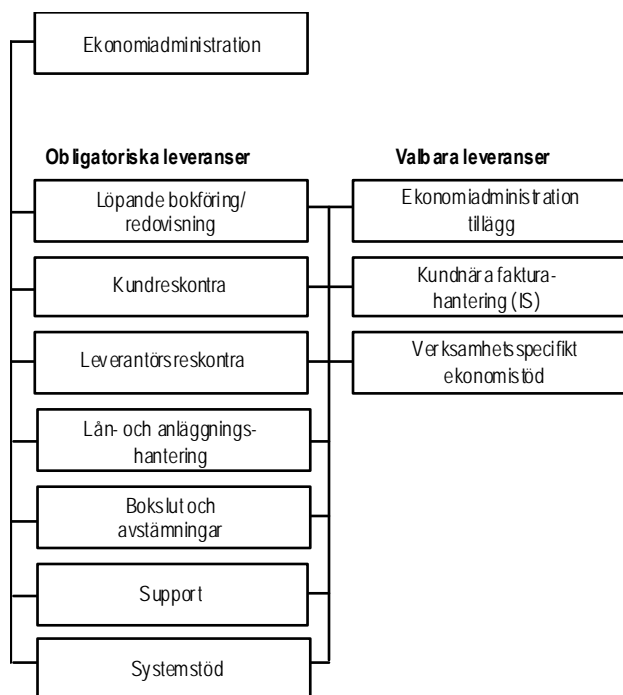 Ekonomiadministration
Obligatoriska leveranser
Löpande bokföring/
redovisning
Kundreskontra
Leverantörsreskontra
Lån- och anläggnings-
hantering
Bokslut och
avstämningar
Support
Systemstöd
Valbara leveranser
Ekonomiadministration
tillägg
Kundnära faktura-
hantering (IS)
Verksamhetsspecifikt
ekonomistöd